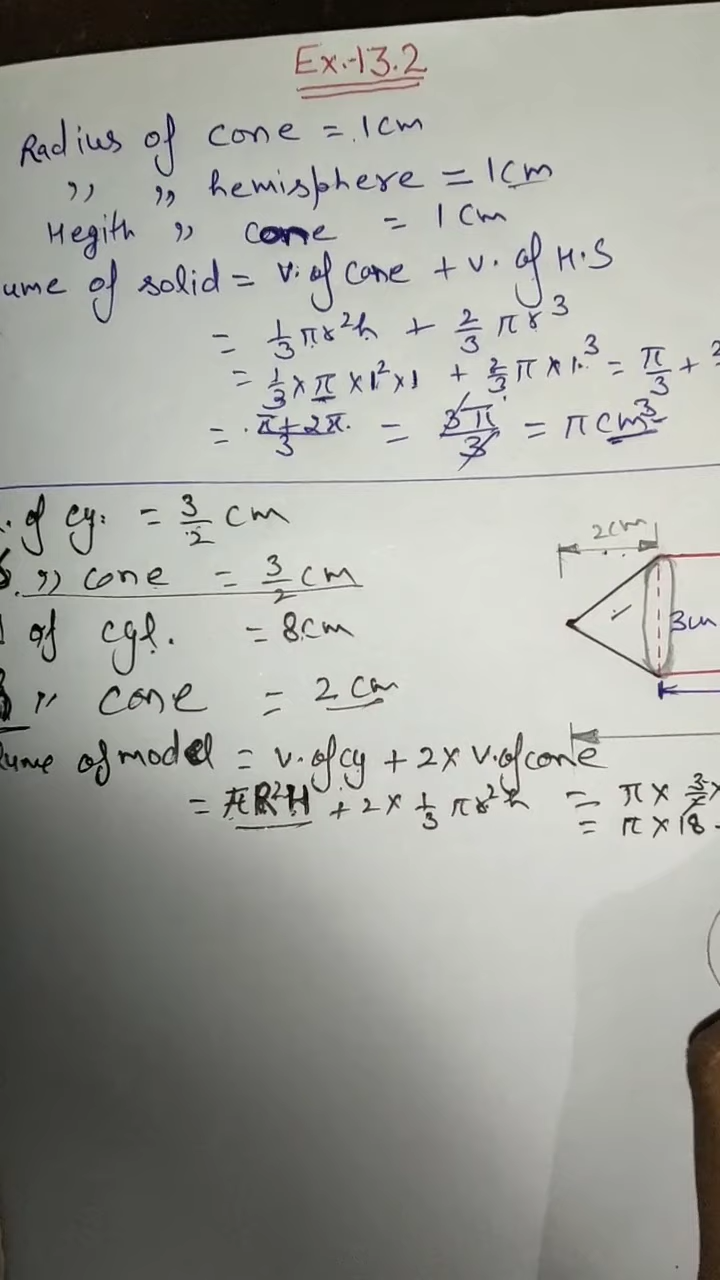 Ex.-13.2
Radius of cone = 1cm
,, ,, hemisphere = 1cm
Hegith ,, cone = 1 cm
ume of solid = V. of cone + v. of H.S
= 1/3 πr²h + 2/3 πr³
= 1/3 × π × 1² × 1 + 2/3 π × 1³ = π/3 +
= π + 2π/3 = 3π/3 = π cm³
. of cy. = 3/2 cm
,, cone = 3/2 cm
of cyl. = 8cm
,, cone = 2 cm
2cm
3cm
lume of model = v. of cy + 2 × v. of cone
= πR²H + 2 × 1/3 πr²h = π × 3/2 ×
= π × 18